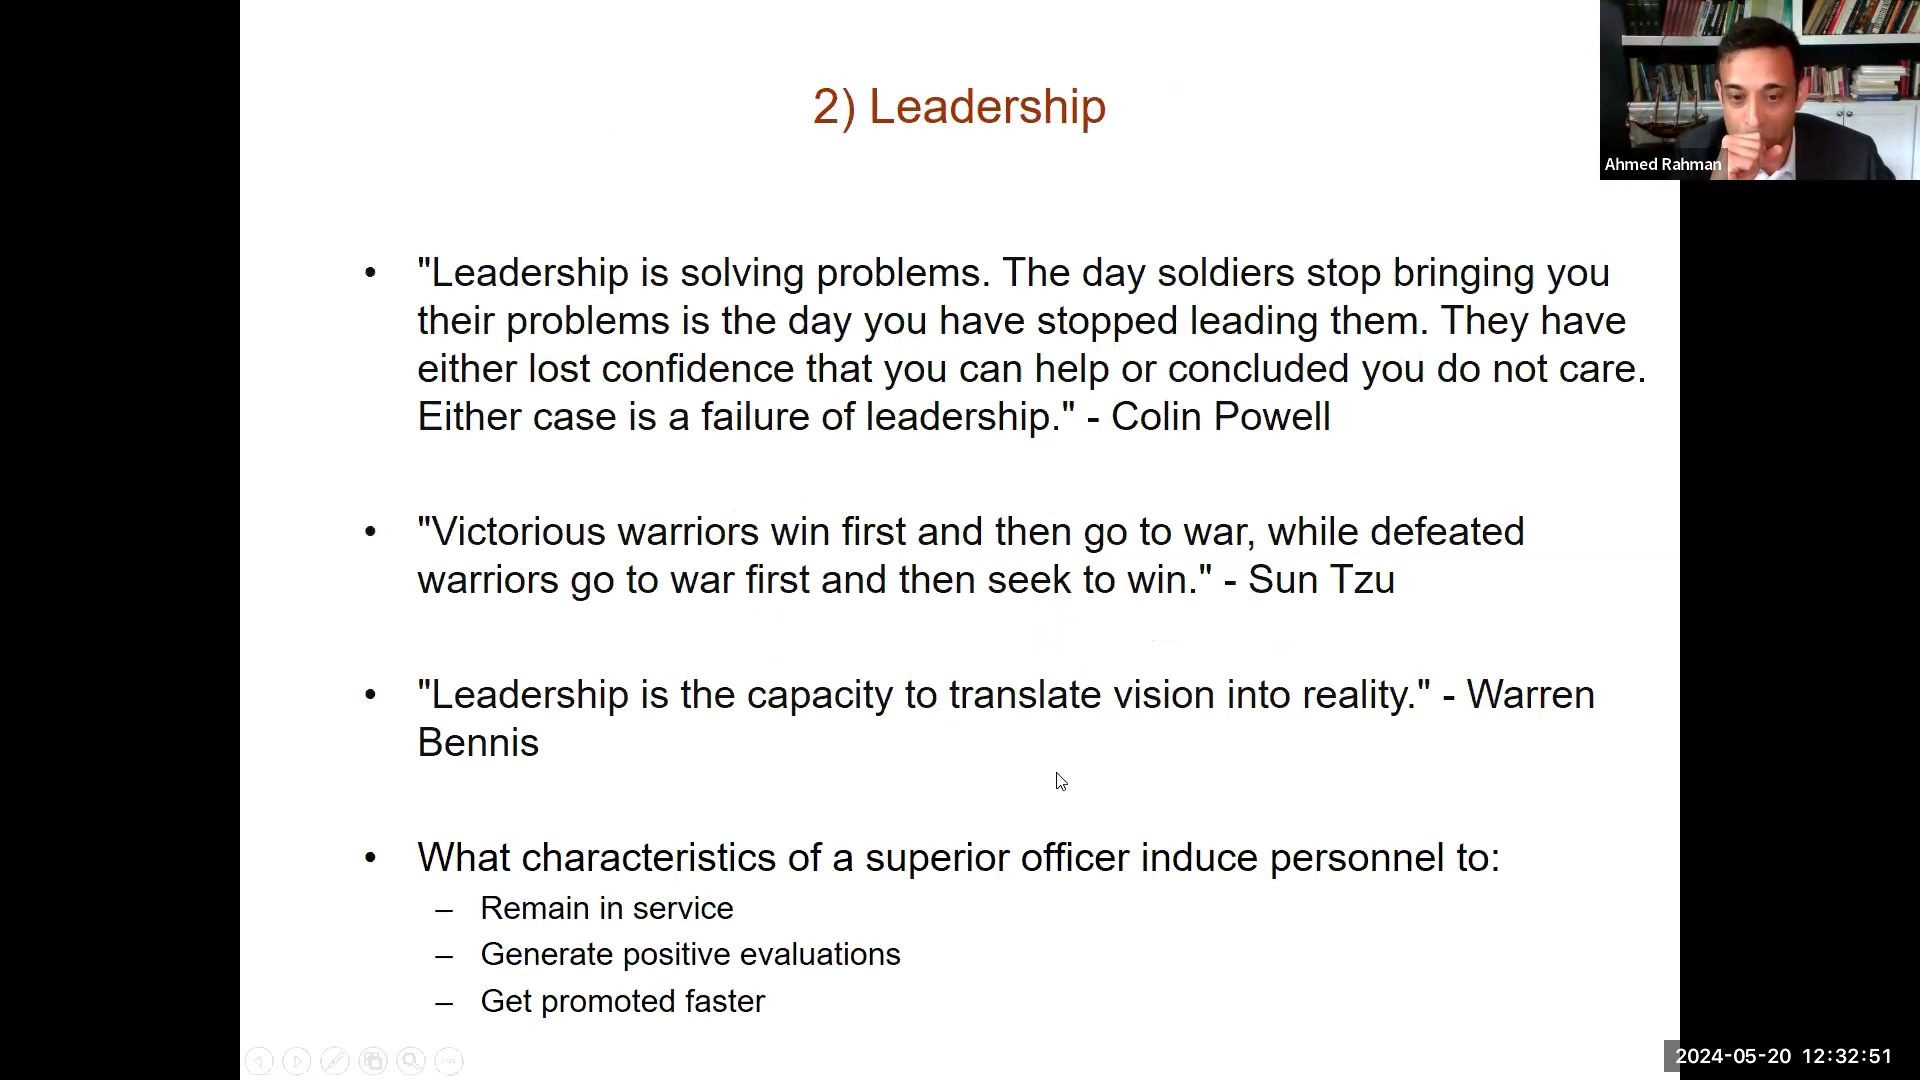 2) Leadership
Ahmed Rahman
• "Leadership is solving problems. The day soldiers stop bringing you
their problems is the day you have stopped leading them. They have
either lost confidence that you can help or concluded you do not care.
Either case is a failure of leadership." - Colin Powell
• "Victorious warriors win first and then go to war, while defeated
warriors go to war first and then seek to win." - Sun Tzu
• "Leadership is the capacity to translate vision into reality." - Warren
Bennis
• What characteristics of a superior officer induce personnel to:
– Remain in service
– Generate positive evaluations
– Get promoted faster
2024-05-20 12:32:51